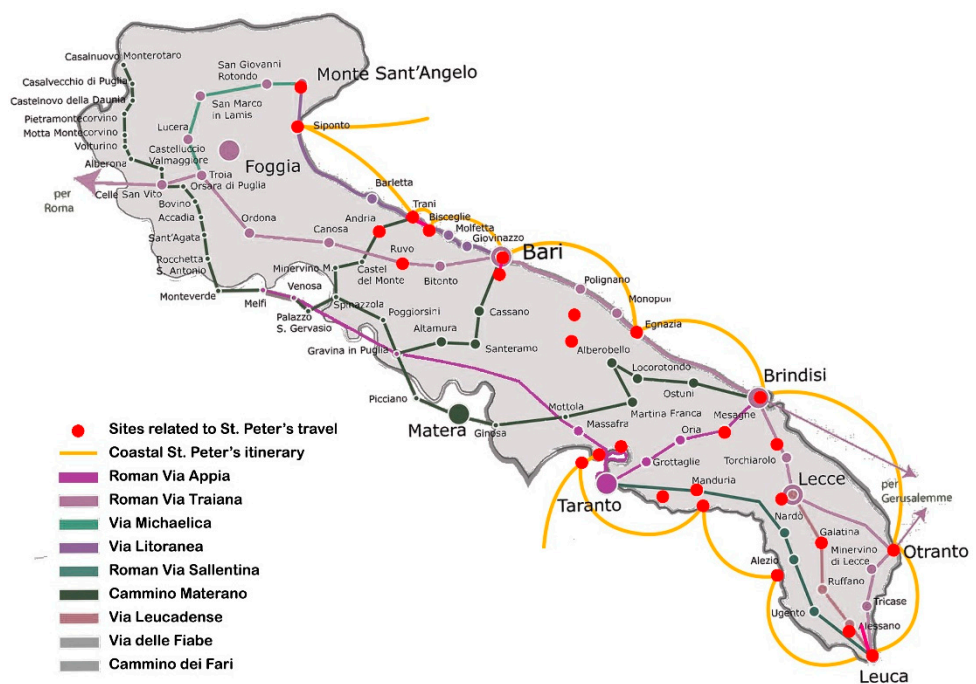 Casalnuovo Monterotaro
Casalvecchio di Puglia
Castelnovo della Daunia
Pietramontecorvino
Motta Montecorvino
Volturino
Alberona
Celle San Vito
per
Roma
San Giovanni
Rotondo
Monte Sant'Angelo
San Marco
in Lamis
Siponto
Lucera
Foggia
Castelluccio
Valmaggiore
Troia
Orsara di Puglia
Bovino
Accadia
Sant'Agata
Rocchetta
S. Antonio
Monteverde
Ordona
Canosa
Barletta
Andria
Trani
Bisceglie
Molfetta
Giovinazzo
Bari
Ruvo
Bitonto
Castel
del Monte
Minervino M.
Melfi
Venosa
Palazzo
S. Gervasio
Spinazzola
Poggiorsini
Gravina in Puglia
Altamura
Cassano
Santeramo
Polignano
Monopoli
Egnazia
Alberobello
Locorotondo
Ostuni
Martina Franca
Brindisi
Picciano
Matera
Ginosa
Mottola
Massafra
Taranto
Grottaglie
Oria
Mesagne
Torchiarolo
Lecce
per
Gerusalemme
Manduria
Nardò
Galatina
Minervino
di Lecce
Otranto
Alezio
Ruffano
Ugento
Tricase
Alessano
Leuca
Sites related to St. Peter's travel
Coastal St. Peter's itinerary
Roman Via Appia
Roman Via Traiana
Via Michaelica
Via Litoranea
Roman Via Sallentina
Cammino Materano
Via Leucadense
Via delle Fiabe
Cammino dei Fari